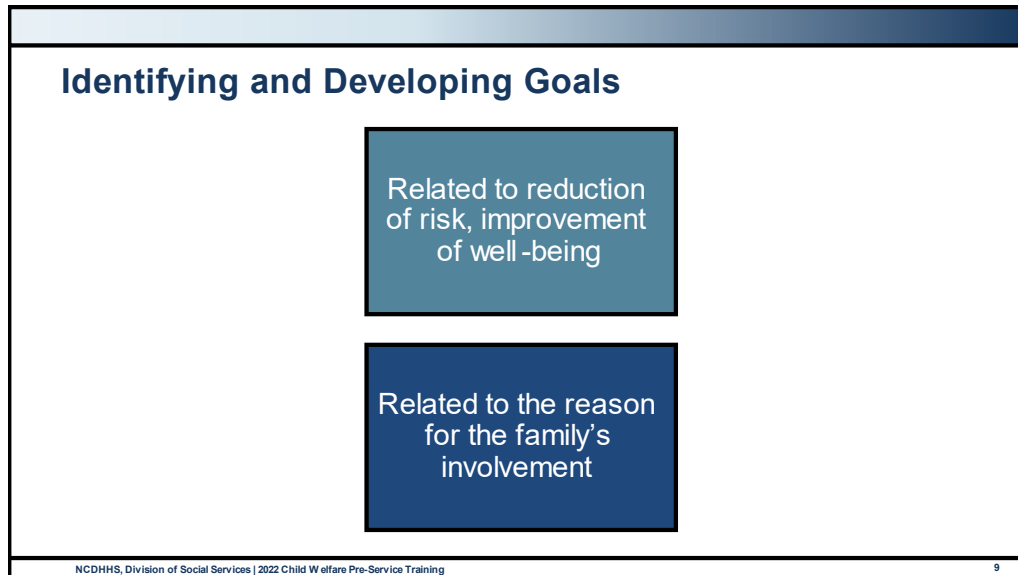 Identifying and Developing Goals
Related to reduction
of risk, improvement
of well-being
Related to the reason
for the family’s
involvement
NCDHHS, Division of Social Services | 2022 Child Welfare Pre-Service Training
9